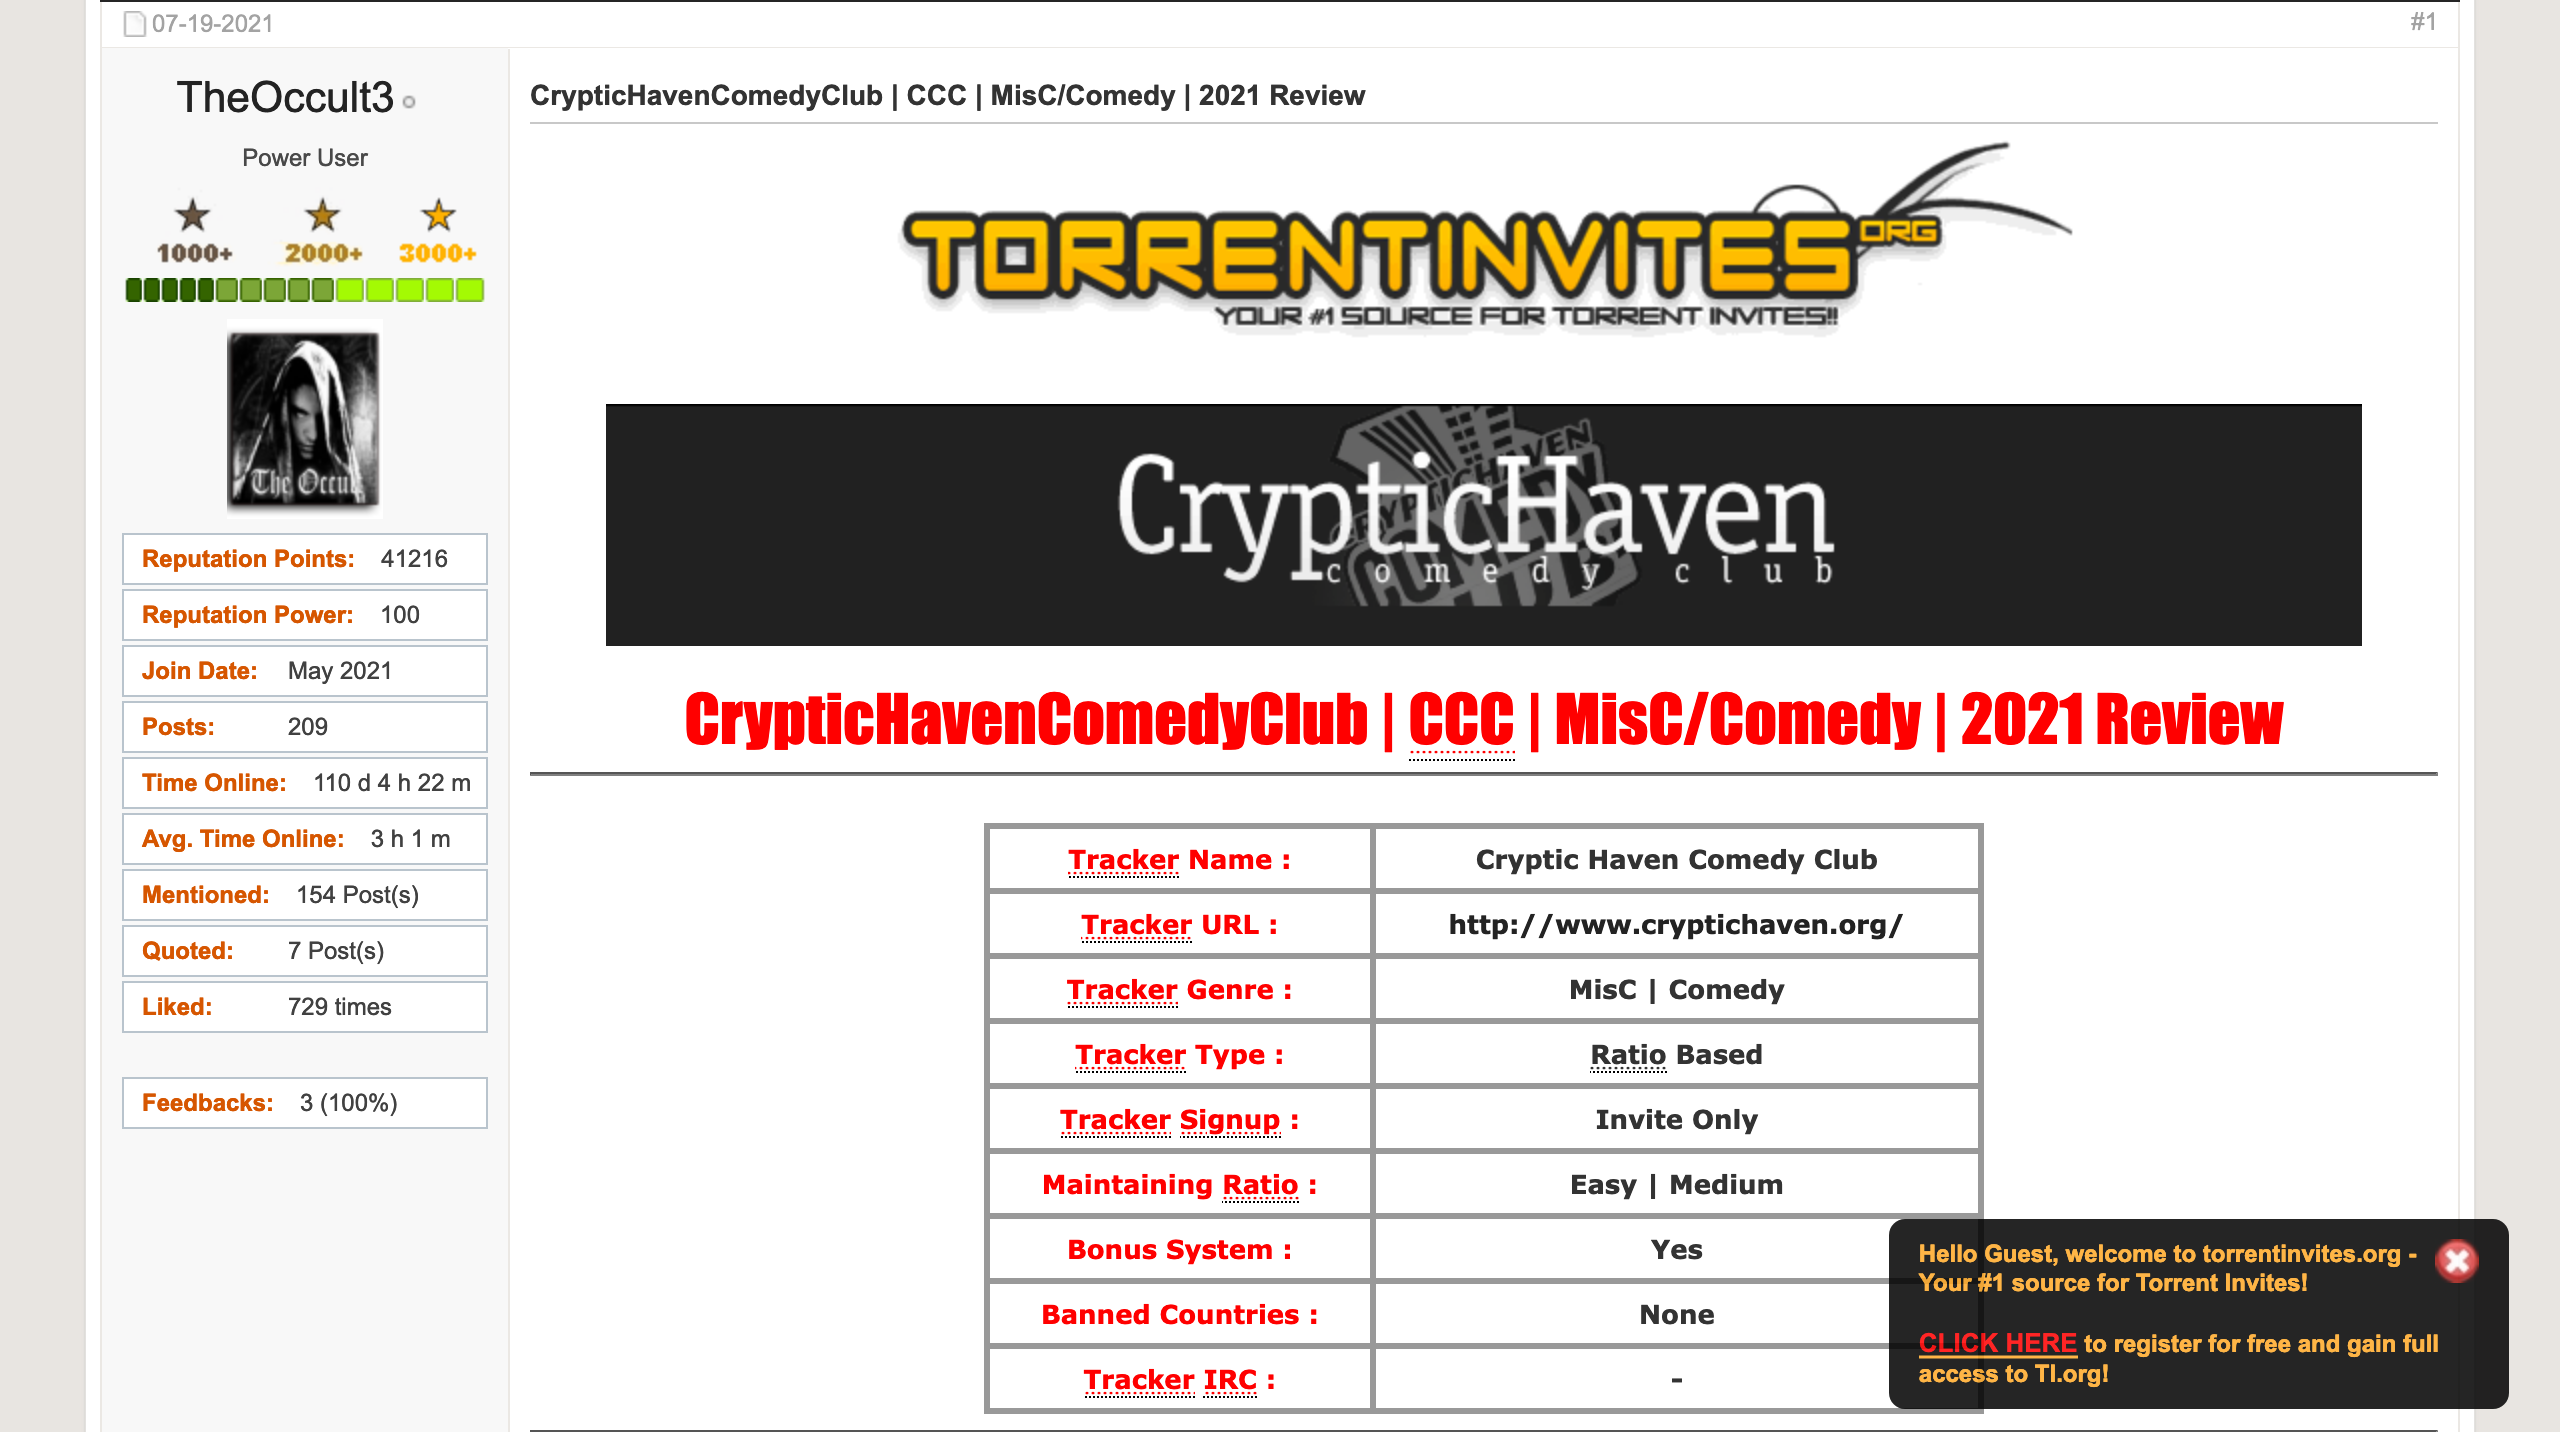 07-19-2021
#1
TheOccult3
Power User
1000+ 2000+ 3000+
The Occu
Reputation Points: 41216
Reputation Power: 100
Join Date: May 2021
Posts: 209
Time Online: 110 d 4 h 22 m
Avg. Time Online: 3 h 1 m
Mentioned: 154 Post(s)
Quoted: 7 Post(s)
Liked: 729 times
Feedbacks: 3 (100%)
CrypticHavenComedyClub | CCC | MisC/Comedy | 2021 Review
TORRENTINVITES ORG
YOUR #1 SOURCE FOR TORRENT INVITES!!
CRYPTICHAVEN
CrypticHaven
comedy club
CrypticHavenComedyClub | CCC | MisC/Comedy | 2021 Review
Tracker Name : Cryptic Haven Comedy Club
Tracker URL : http://www.cryptichaven.org/
Tracker Genre : MisC | Comedy
Tracker Type : Ratio Based
Tracker Signup : Invite Only
Maintaining Ratio : Easy | Medium
Bonus System : Yes
Banned Countries : None
Tracker IRC : -
Hello Guest, welcome to torrentinvites.org -
Your #1 source for Torrent Invites!
CLICK HERE to register for free and gain full
access to TI.org!